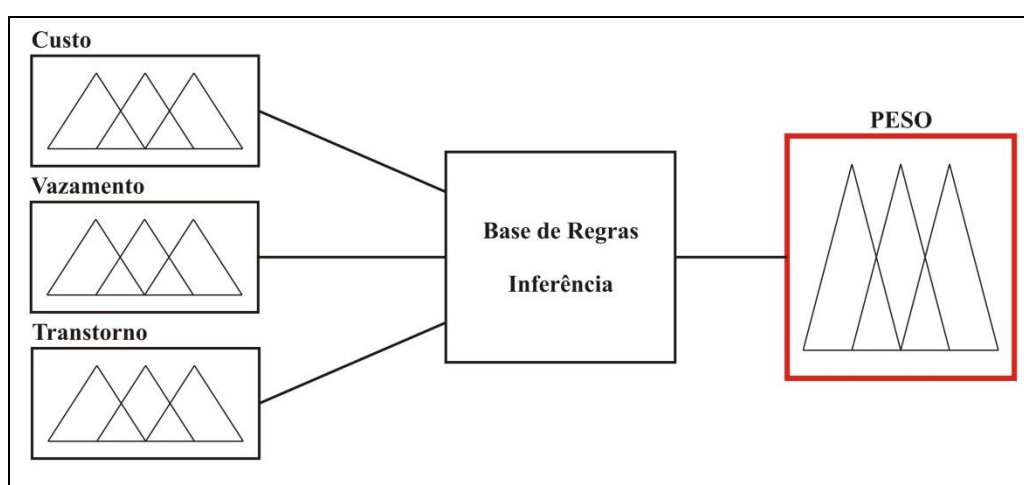 Custo
Vazamento
Transtorno
Base de Regras
Inferência
PESO